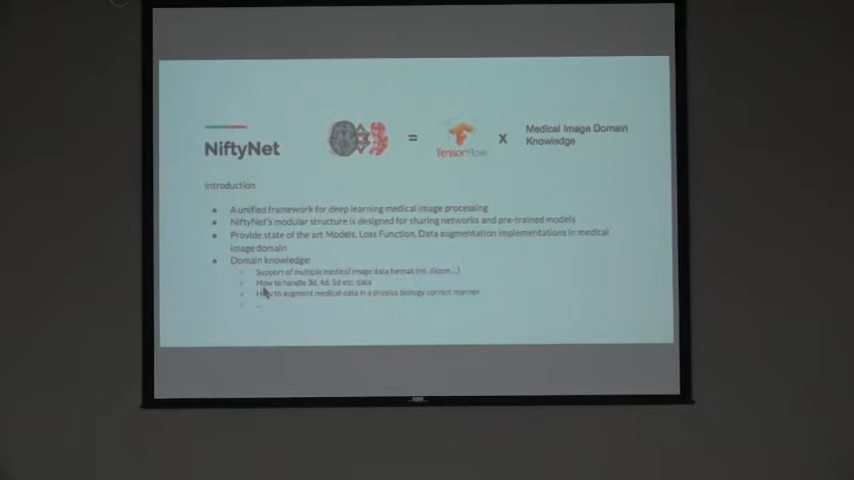 NiftyNet
=
TensorFlow
x
Medical Image Domain
Knowledge
Introduction
A unified framework for deep learning medical image processing
NiftyNet's modular structure is designed for sharing networks and pre-trained models
Provide state of the art Models, Loss Function, Data augmentation implementations in medical
image domain
Domain knowledge:
Support of multiple medical image data format (nii, dicom...)
How to handle 3d, 4d, 5d etc. data
How to augment medical data in a physics biology correct manner
...